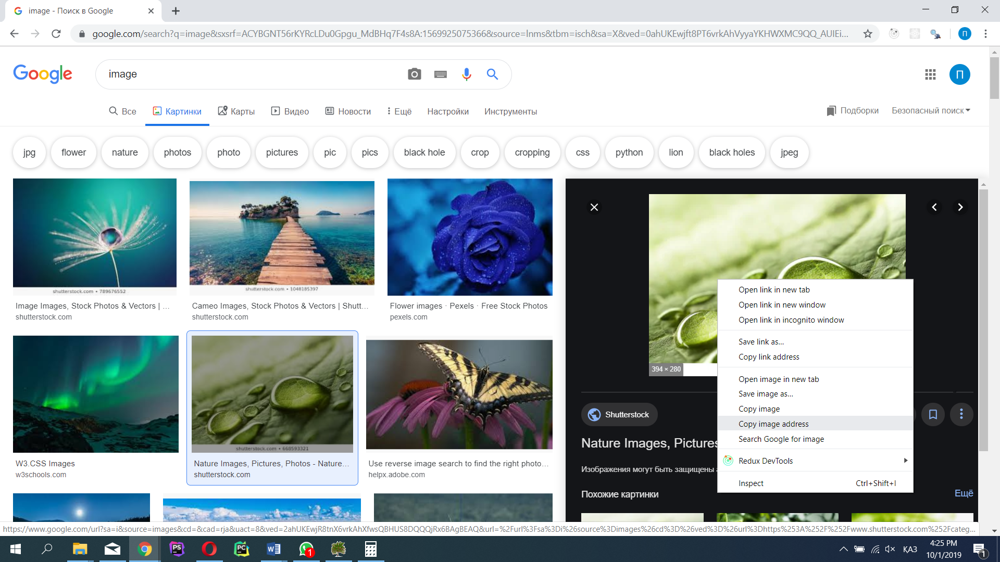 image - Поиск в Google
google.com/search?q=image&sxsrf=ACYBGNT56rKYRcLDu0Gpgu_MdBHq7F4s8A:1569925075366&source=lnms&tbm=isch&sa=X&ved=0ahUKEwjft8PT6vrkAhVyyaYKHWXMC9QQ_AUIEi...
П
Google
image
П
Все
Картинки
Карты
Видео
Новости
Ещё
Настройки
Инструменты
Подборки
Безопасный поиск
jpg
flower
nature
photos
photo
pictures
pic
pics
black hole
crop
cropping
css
python
lion
black holes
jpeg
shutterstock.com • 789676552
Image Images, Stock Photos & Vectors | ...
shutterstock.com
shutterstock.com • 1048185397
Cameo Images, Stock Photos & Vectors | Shutt...
shutterstock.com
Flower images · Pexels · Free Stock Photos
pexels.com
W3.CSS Images
w3schools.com
shutterstock.com • 668593321
Nature Images, Pictures, Photos - Nature...
shutterstock.com
Use reverse image search to find the right photo...
helpx.adobe.com
394 × 280
Shutterstock
Nature Images, Pictures
Изображения могут быть защищены
Похожие картинки
Ещё
Open link in new tab
Open link in new window
Open link in incognito window
Save link as...
Copy link address
Open image in new tab
Save image as...
Copy image
Copy image address
Search Google for image
Redux DevTools
Inspect
Ctrl+Shift+I
https://www.google.com/url?sa=i&source=images&cd=&cad=rja&uact=8&ved=2ahUKEwjR8tnX6vrkAhXfwsQBHUS8DQQQjRx6BAgBEAQ&url=%2Furl%3Fsa%3Di%26source%3Dimages%26cd%3D%26ved%3D%26url%3Dhttps%253A%252F%252Fwww.shutterstock.com%252Fcateg...
PS
PC
W
1
ҚАЗ
4:25 PM
10/1/2019
1